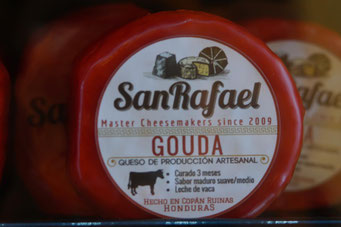 SanRafael
Master Cheesemakers since 2009
GOUDA
QUESO DE PRODUCCIÓN ARTESANAL
• Curado 3 meses
• Sabor maduro suave/medio
• Leche de vaca
HECHO EN COPÁN RUINAS
HONDURAS